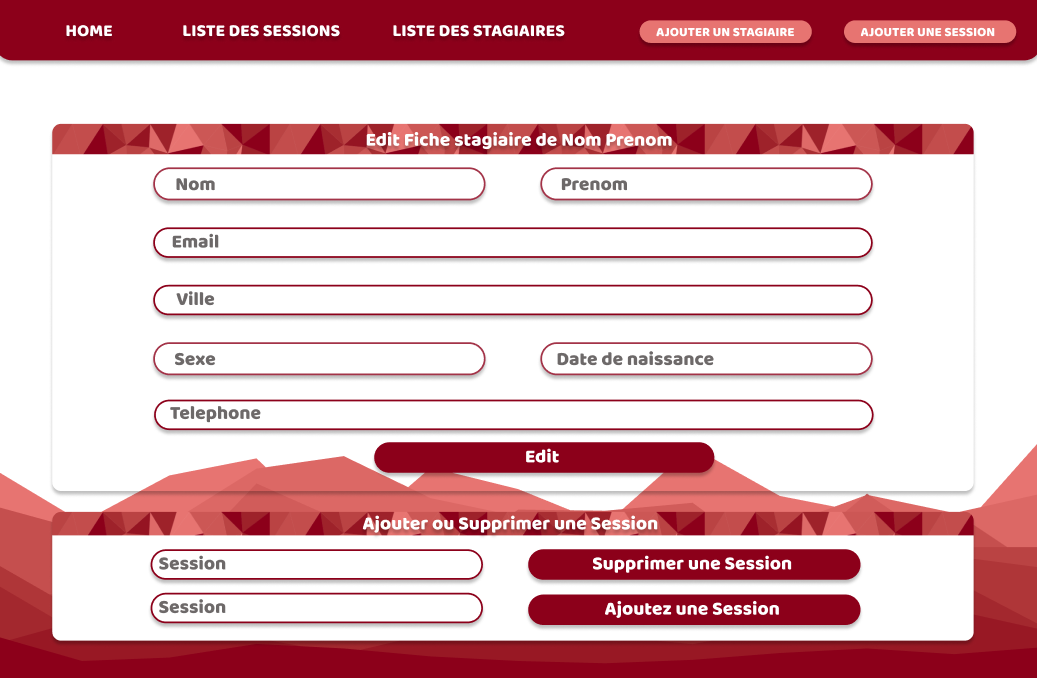 HOME
LISTE DES SESSIONS
LISTE DES STAGIAIRES
AJOUTER UN STAGIAIRE
AJOUTER UNE SESSION
Edit Fiche stagiaire de Nom Prenom
Nom
Prenom
Email
Ville
Sexe
Date de naissance
Telephone
Edit
Ajouter ou Supprimer une Session
Session
Supprimer une Session
Session
Ajoutez une Session